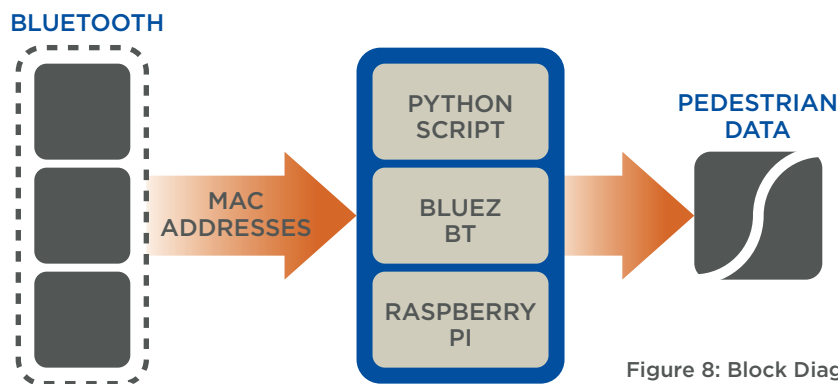 BLUETOOTH
MAC
ADDRESSES
PYTHON
SCRIPT
BLUEZ
BT
RASPBERRY
PI
PEDESTRIAN
DATA
Figure 8: Block Diag